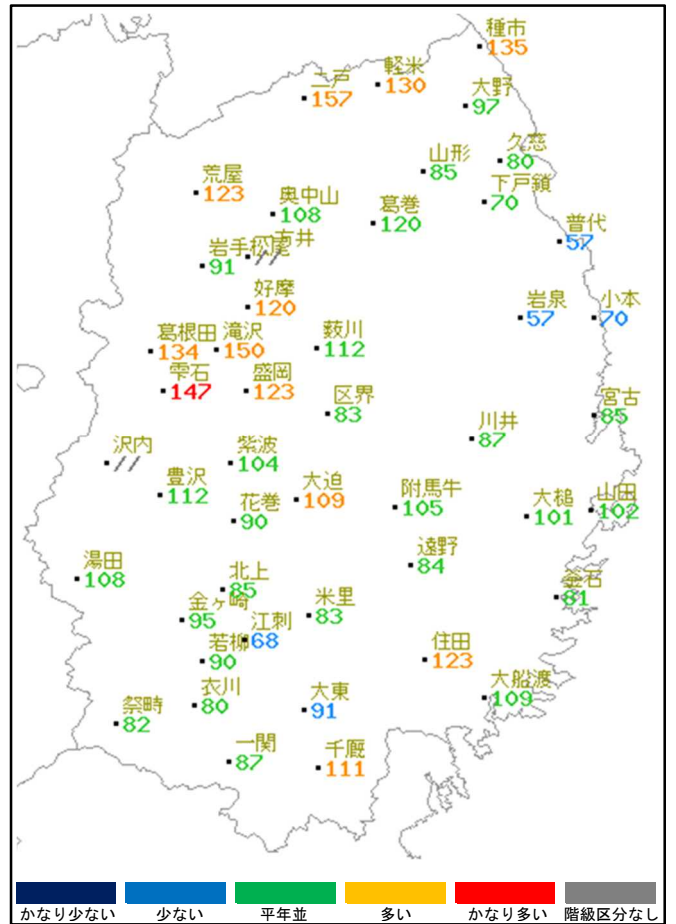 種市
135
軽米
130
二戸
157
大野
97
久慈
80
山形
85
下戸鎖
70
荒屋
123
奥中山
108
葛巻
120
普代
57
岩手松尾
91
好摩
120
岩泉
57
小本
70
葛根田
134
滝沢
150
薮川
112
雫石
147
盛岡
123
区界
83
宮古
85
川井
87
沢内
//
紫波
104
豊沢
112
大迫
109
附馬牛
105
大槌
101
山田
102
花巻
90
遠野
84
湯田
108
北上
85
釜石
81
金ヶ崎
95
江刺
68
米里
83
若柳
90
住田
123
衣川
80
大東
91
大船渡
109
祭畤
82
一関
87
千厩
111
かなり少ない 少ない 平年並 多い かなり多い 階級区分なし